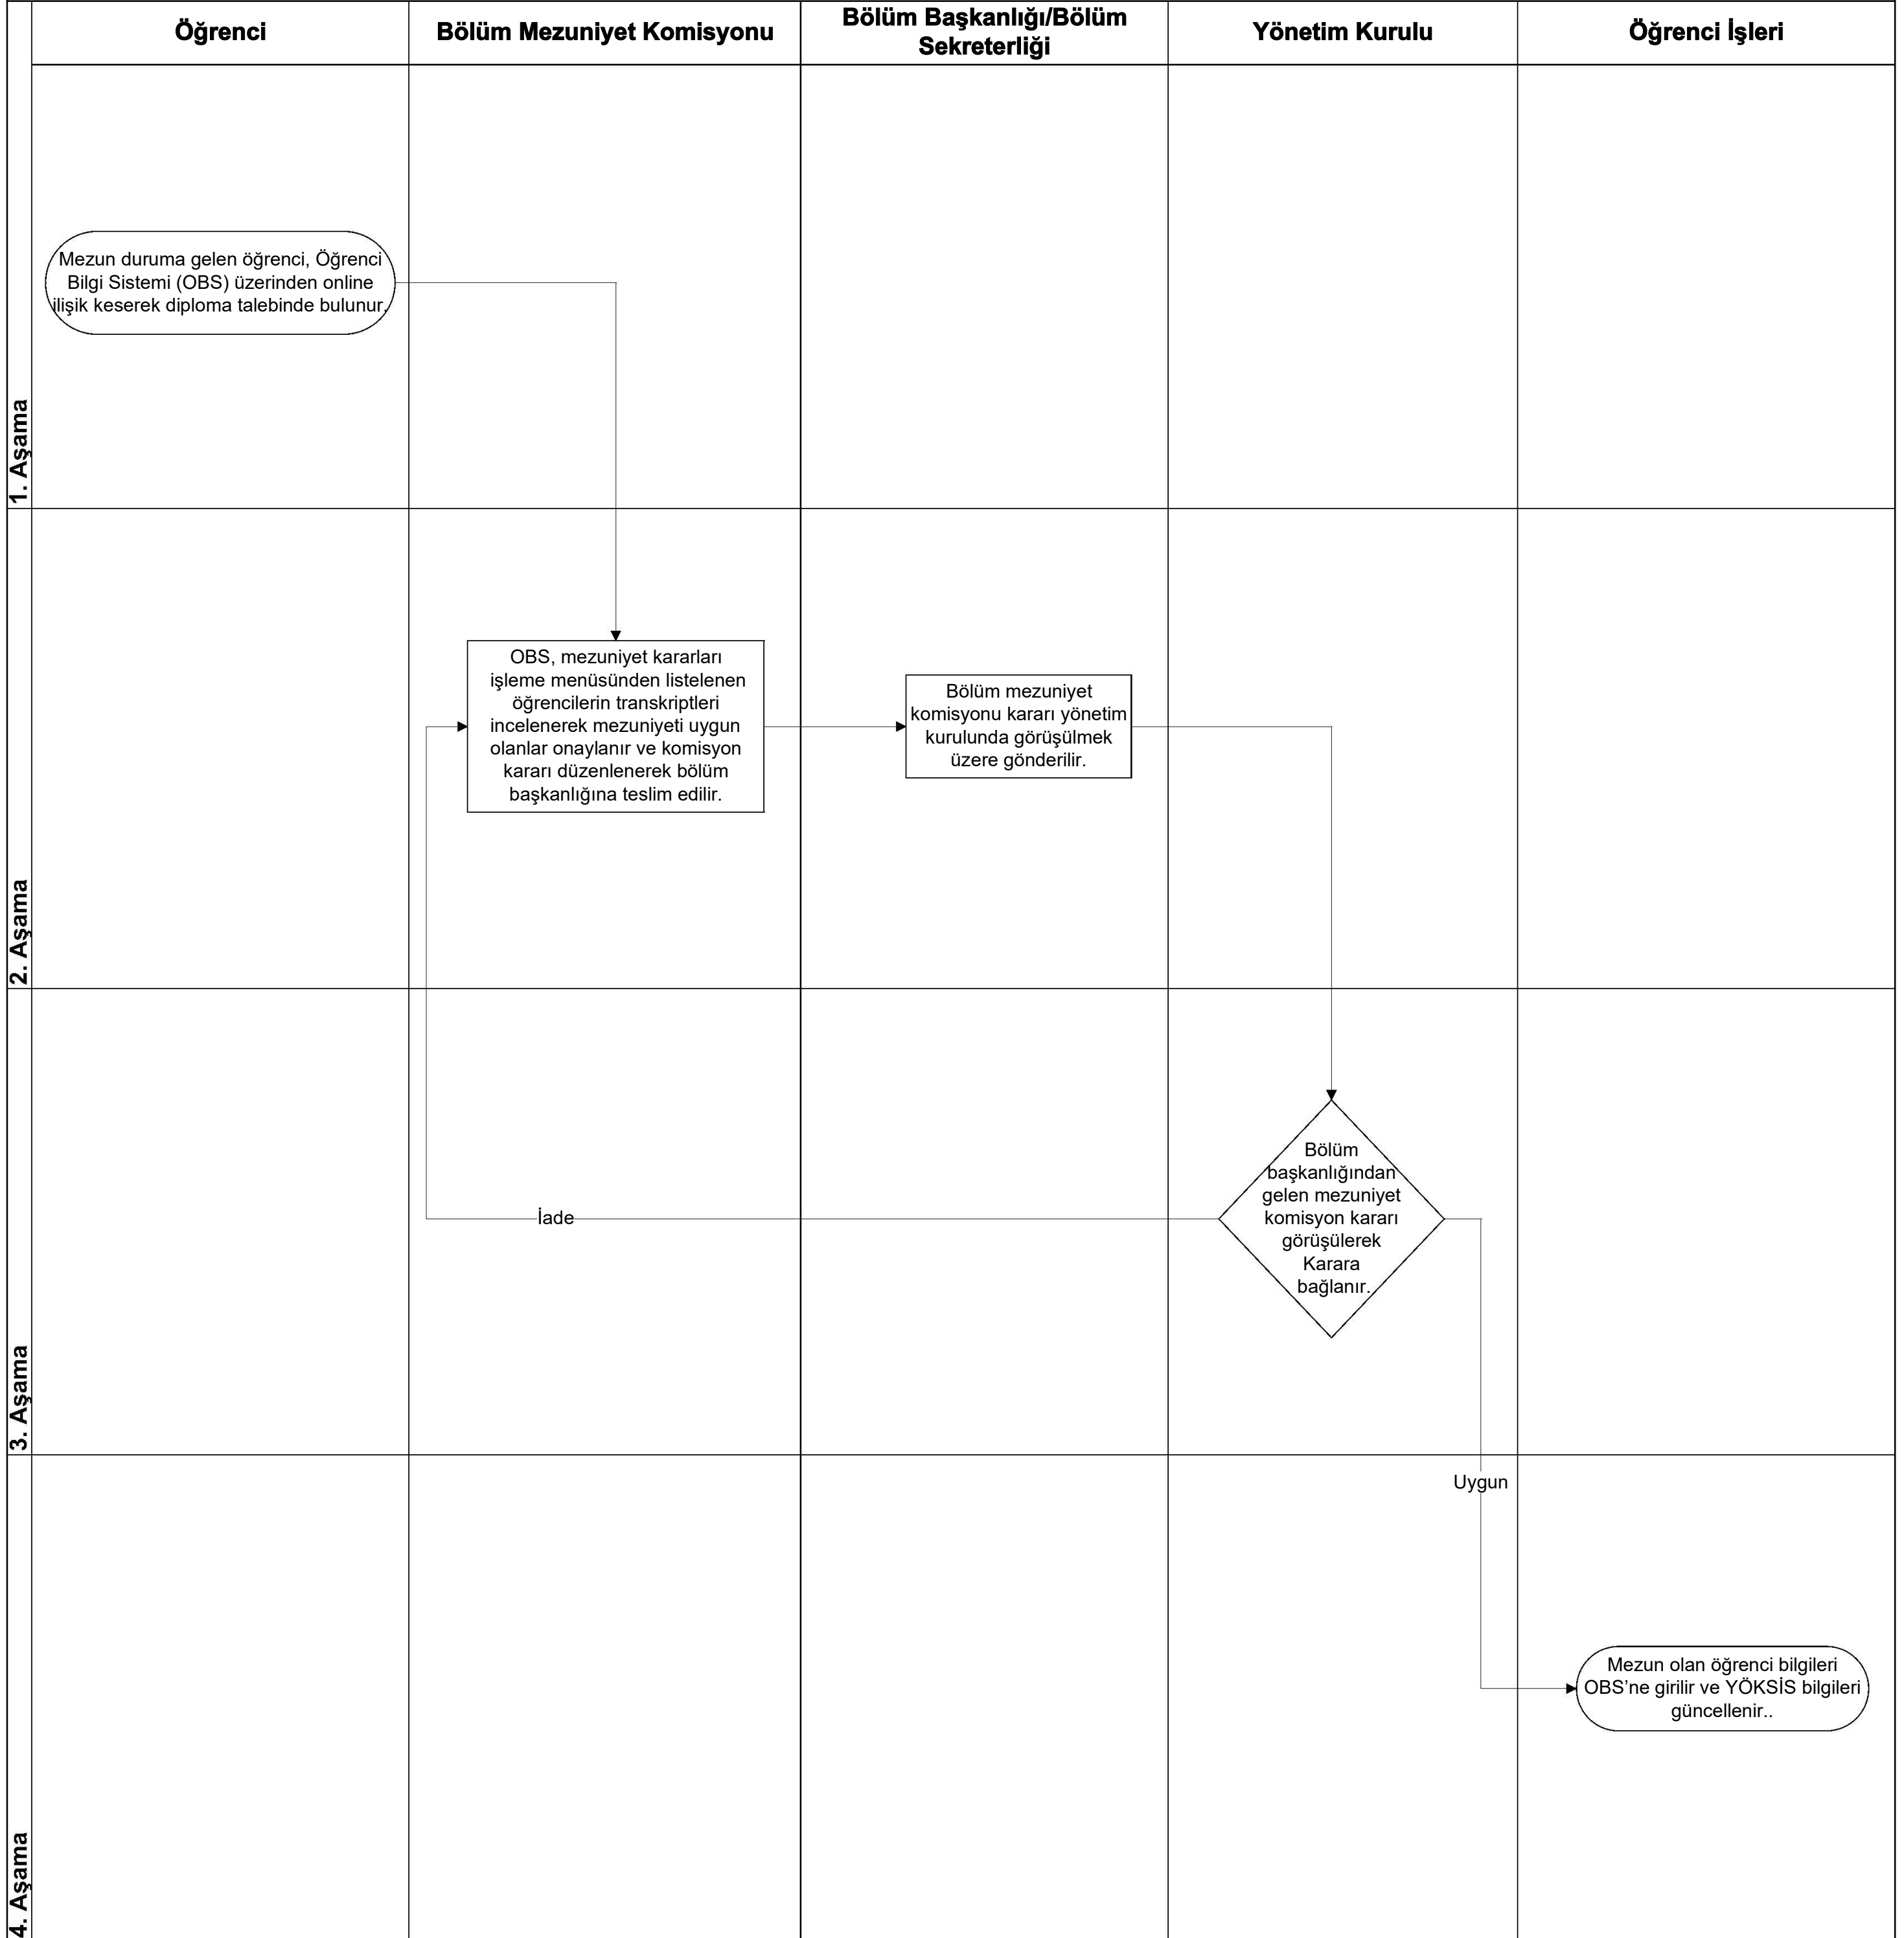 Öğrenci
Bölüm Mezuniyet Komisyonu
Bölüm Başkanlığı/Bölüm
Sekreterliği
Yönetim Kurulu
Öğrenci İşleri
1. Aşama
Mezun duruma gelen öğrenci, Öğrenci
Bilgi Sistemi (OBS) üzerinden online
ilişik keserek diploma talebinde bulunur.
2. Aşama
OBS, mezuniyet kararları
işleme menüsünden listelenen
öğrencilerin transkriptleri
incelenerek mezuniyeti uygun
olanlar onaylanır ve komisyon
kararı düzenlenerek bölüm
başkanlığına teslim edilir.
Bölüm mezuniyet
komisyonu kararı yönetim
kurulunda görüşülmek
üzere gönderilir.
3. Aşama
Bölüm
başkanlığından
gelen mezuniyet
komisyon kararı
görüşülerek
Karara
bağlanır.
İade
4. Aşama
Uygun
Mezun olan öğrenci bilgileri
OBS’ne girilir ve YÖKSİS bilgileri
güncellenir..